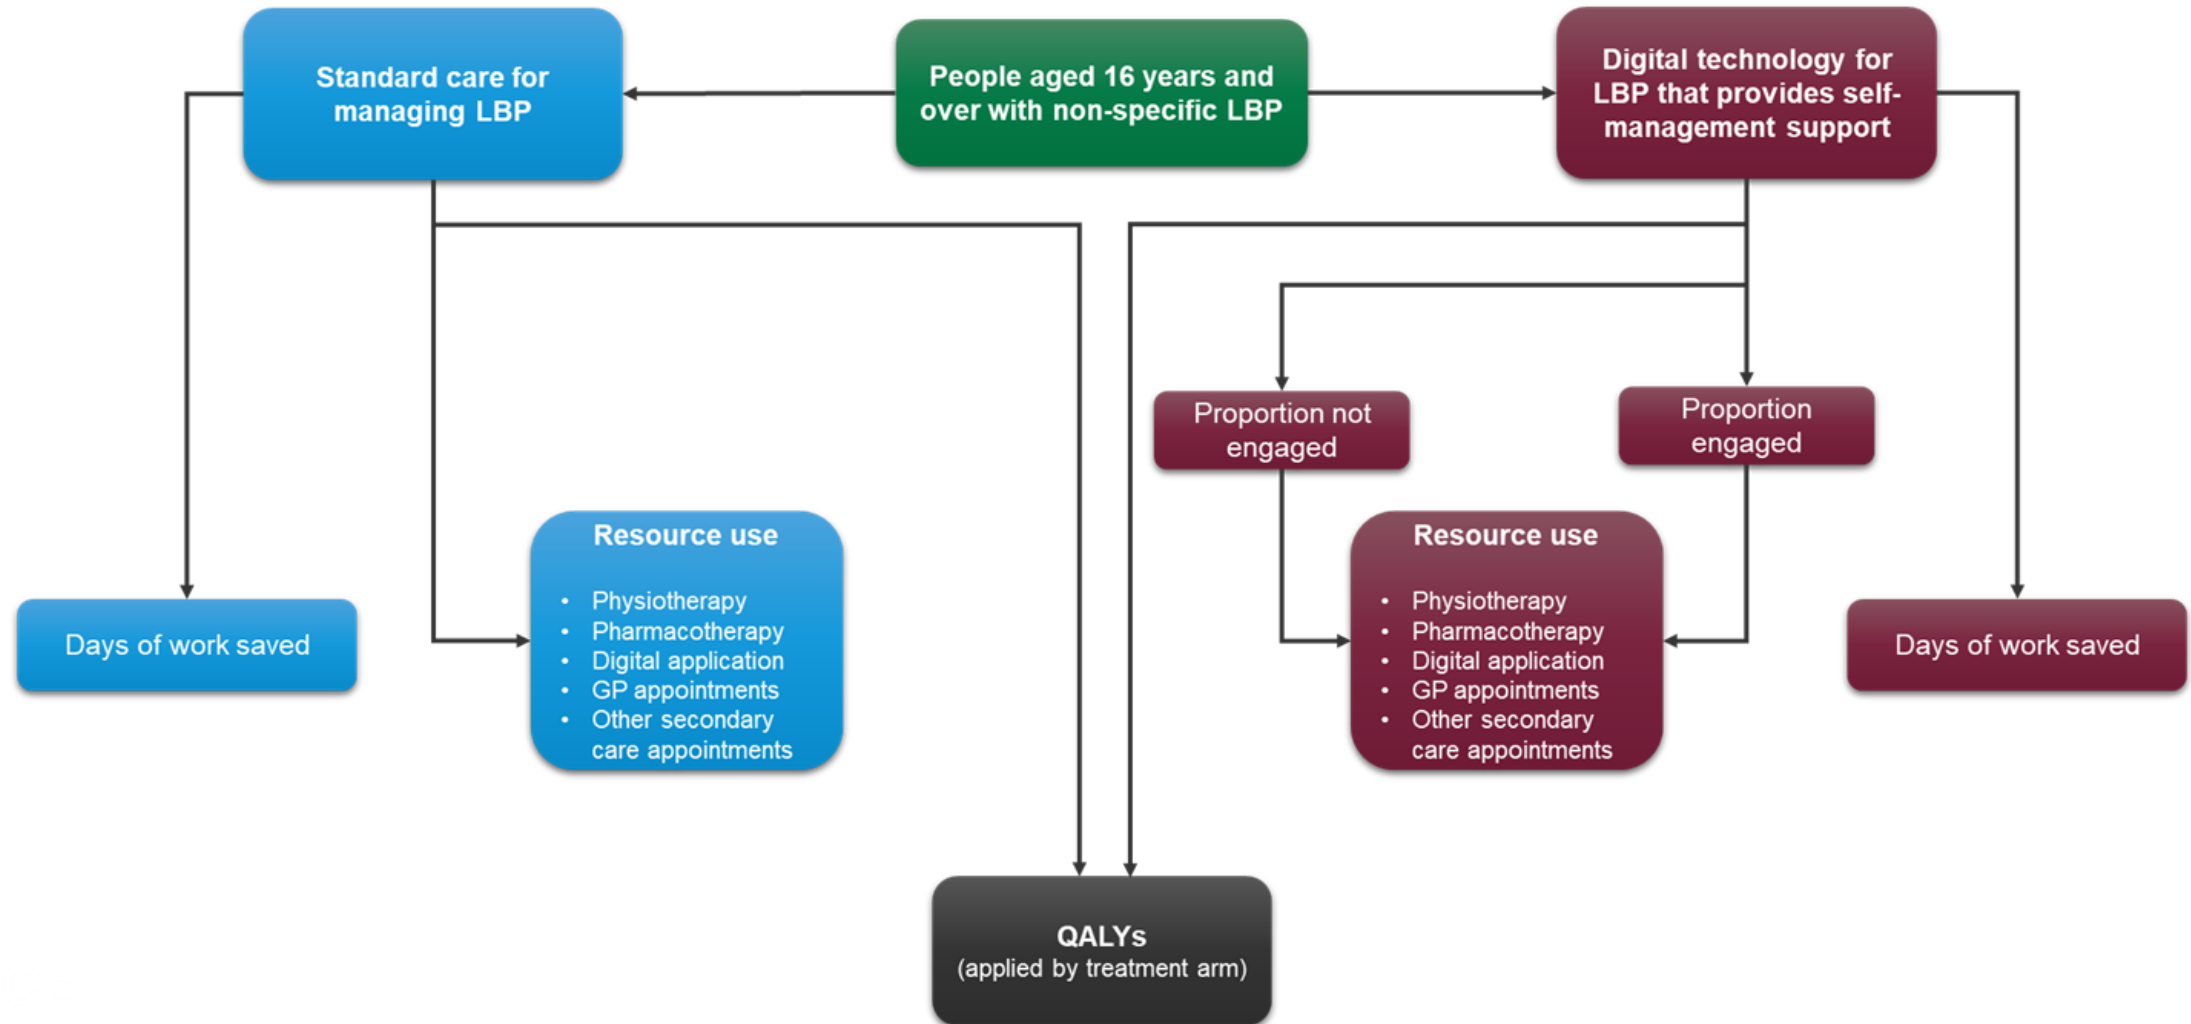 Standard care for
managing LBP
People aged 16 years and
over with non-specific LBP
Digital technology for
LBP that provides self-
management support
Proportion not
engaged
Proportion
engaged
Days of work saved
Resource use
• Physiotherapy
• Pharmacotherapy
• Digital application
• GP appointments
• Other secondary
care appointments
Resource use
• Physiotherapy
• Pharmacotherapy
• Digital application
• GP appointments
• Other secondary
care appointments
Days of work saved
QALYs
(applied by treatment arm)